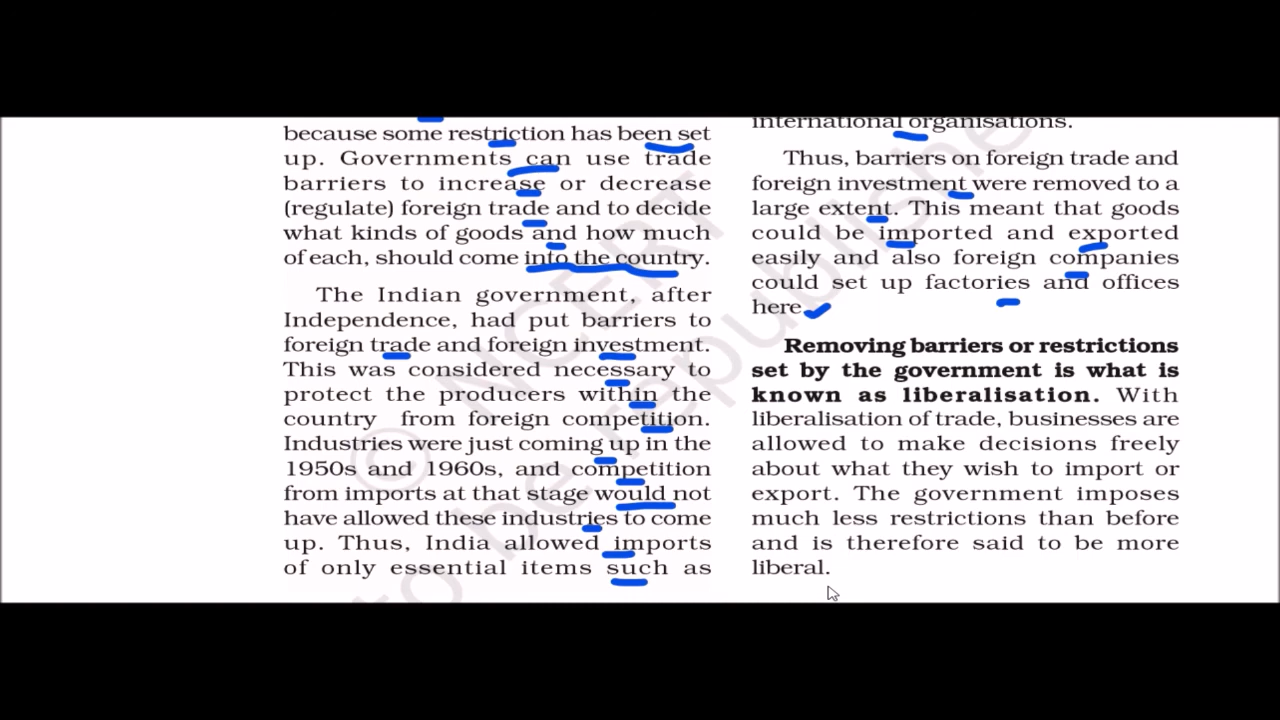 because some restriction has been set
up. Governments can use trade
barriers to increase or decrease
(regulate) foreign trade and to decide
what kinds of goods and how much
of each, should come into the country.
The Indian government, after
Independence, had put barriers to
foreign trade and foreign investment.
This was considered necessary to
protect the producers within the
country from foreign competition.
Industries were just coming up in the
1950s and 1960s, and competition
from imports at that stage would not
have allowed these industries to come
up. Thus, India allowed imports
of only essential items such as
international organisations.
Thus, barriers on foreign trade and
foreign investment were removed to a
large extent. This meant that goods
could be imported and exported
easily and also foreign companies
could set up factories and offices
here.
Removing barriers or restrictions
set by the government is what is
known as liberalisation. With
liberalisation of trade, businesses are
allowed to make decisions freely
about what they wish to import or
export. The government imposes
much less restrictions than before
and is therefore said to be more
liberal.
© NCERT
to be republishe